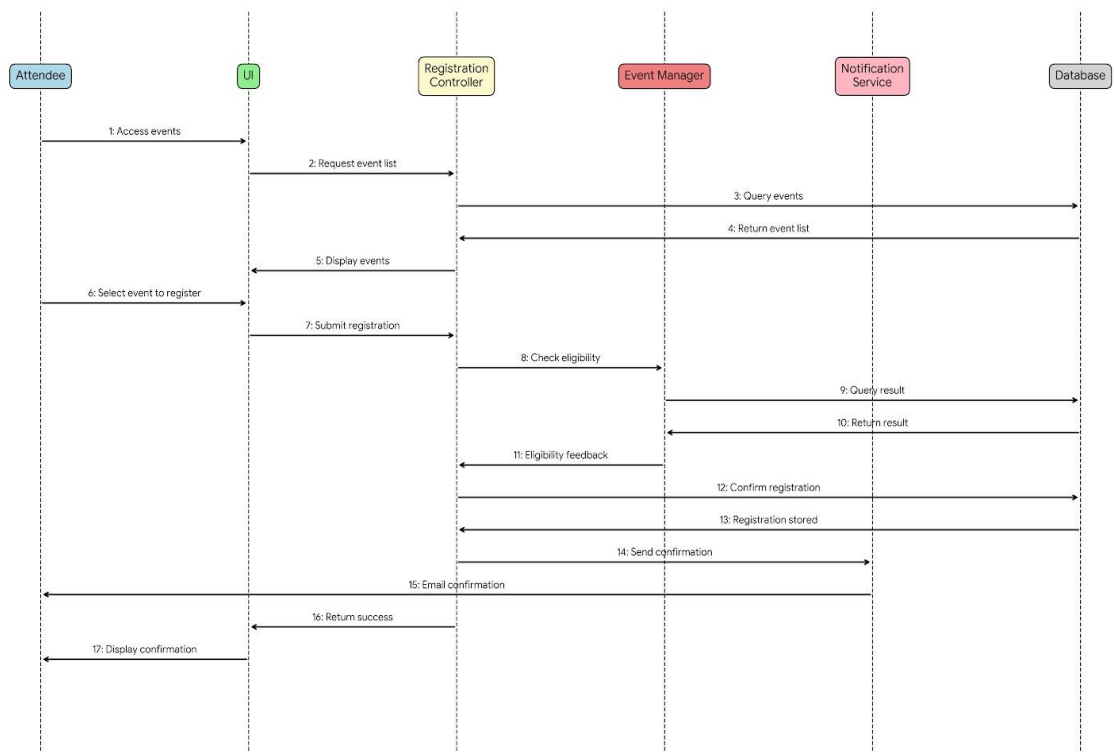 Attendee
UI
Registration
Controller
Event Manager
Notification
Service
Database
1: Access events
2: Request event list
3: Query events
4: Return event list
5: Display events
6: Select event to register
7: Submit registration
8: Check eligibility
9: Query result
10: Return result
11: Eligibility feedback
12: Confirm registration
13: Registration stored
14: Send confirmation
15: Email confirmation
16: Return success
17: Display confirmation